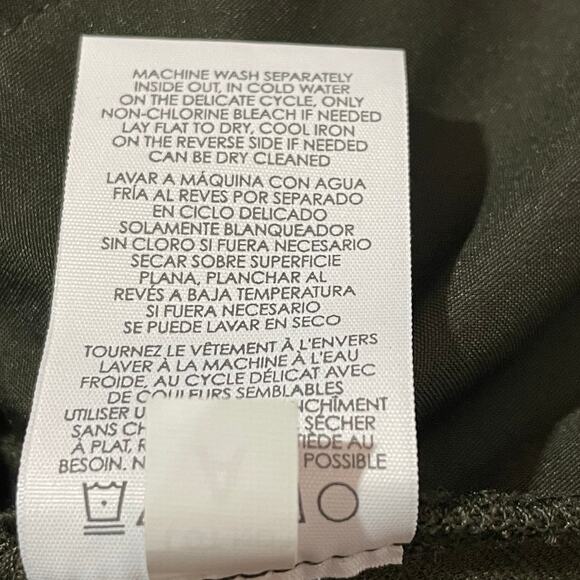 MACHINE WASH SEPARATELY
INSIDE OUT, IN COLD WATER
ON THE DELICATE CYCLE, ONLY
NON-CHLORINE BLEACH IF NEEDED
LAY FLAT TO DRY, COOL IRON
ON THE REVERSE SIDE IF NEEDED
CAN BE DRY CLEANED
LAVAR A MÁQUINA CON AGUA
FRÍA AL REVES POR SEPARADO
EN CICLO DELICADO
SOLAMENTE BLANQUEADOR
SIN CLORO SI FUERA NECESARIO
SECAR SOBRE SUPERFICIE
PLANA, PLANCHAR AL
REVÉS A BAJA TEMPERATURA
SI FUERA NECESARIO
SE PUEDE LAVAR EN SECO
TOURNEZ LE VÊTEMENT À L'ENVERS
LAVER À LA MACHINE À L'EAU
FROIDE, AU CYCLE DÉLICAT AVEC
DE COULEURS SEMBLABLES
UTILISER
SANS SÉCHER
À PLAT, AU
BESOIN. POSSIBLE